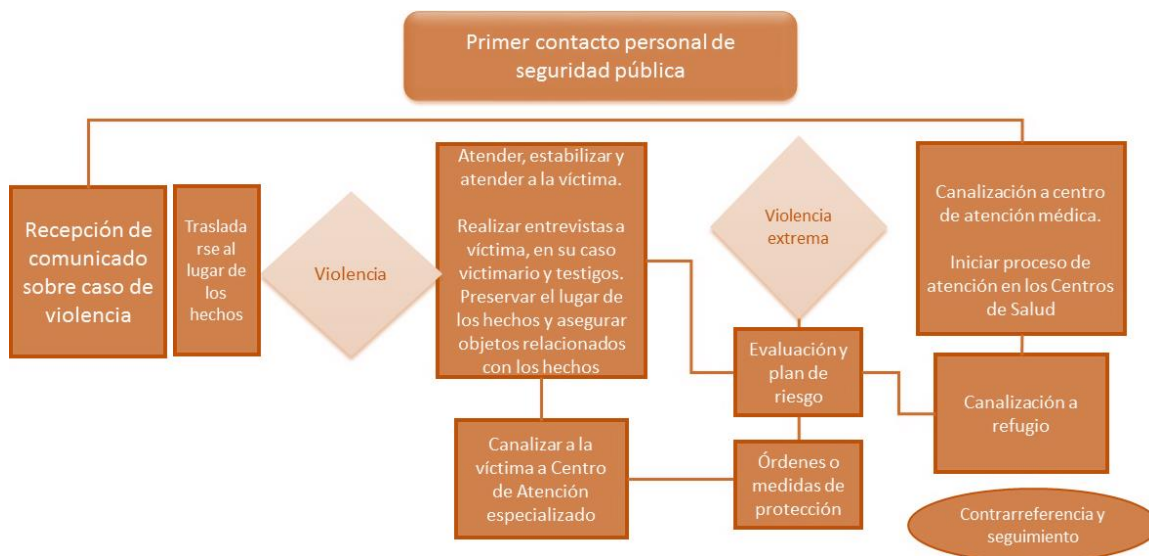 Primer contacto personal de
seguridad pública
Recepción de
comunicado
sobre caso de
violencia
Traslada
rse al
lugar de
los
hechos
Violencia
Atender, estabilizar y
atender a la víctima.
Realizar entrevistas a
víctima, en su caso
victimario y testigos.
Preservar el lugar de
los hechos y asegurar
objetos relacionados
con los hechos
Violencia
extrema
Canalización a centro
de atención médica.
Iniciar proceso de
atención en los Centros
de Salud
Evaluación y
plan de
riesgo
Canalización a
refugio
Canalizar a la
víctima a Centro
de Atención
especializado
Órdenes o
medidas de
protección
Contrarreferencia y
seguimiento